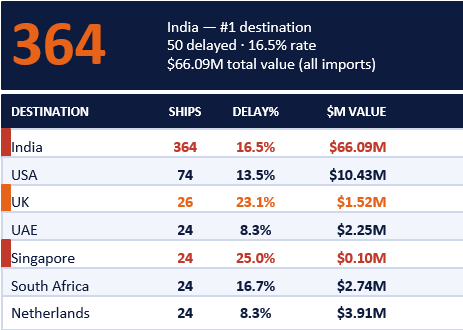 364
India — #1 destination
50 delayed · 16.5% rate
$66.09M total value (all imports)
DESTINATION SHIPS DELAY% $M VALUE
India 364 16.5% $66.09M
USA 74 13.5% $10.43M
UK 26 23.1% $1.52M
UAE 24 8.3% $2.25M
Singapore 24 25.0% $0.10M
South Africa 24 16.7% $2.74M
Netherlands 24 8.3% $3.91M